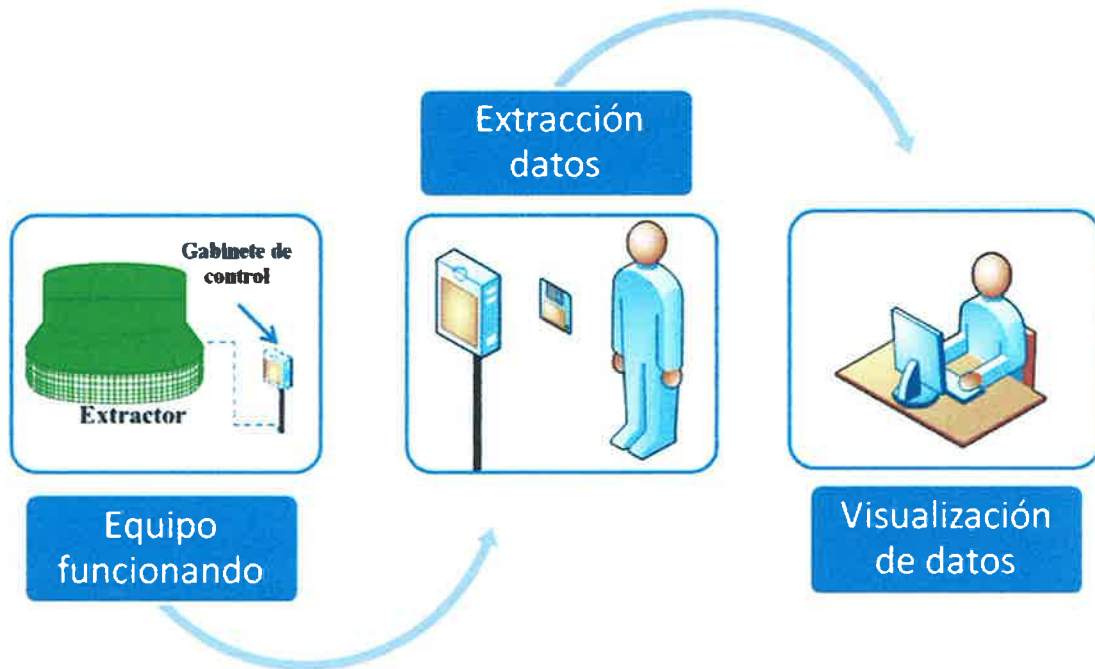 Extracción
datos
Gabinete de
control
Extractor
Equipo
funcionando
Visualización
de datos